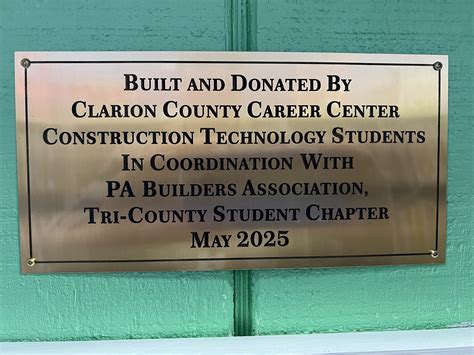 Built and Donated By
Clarion County Career Center
Construction Technology Students
In Coordination With
PA Builders Association,
Tri-County Student Chapter
May 2025